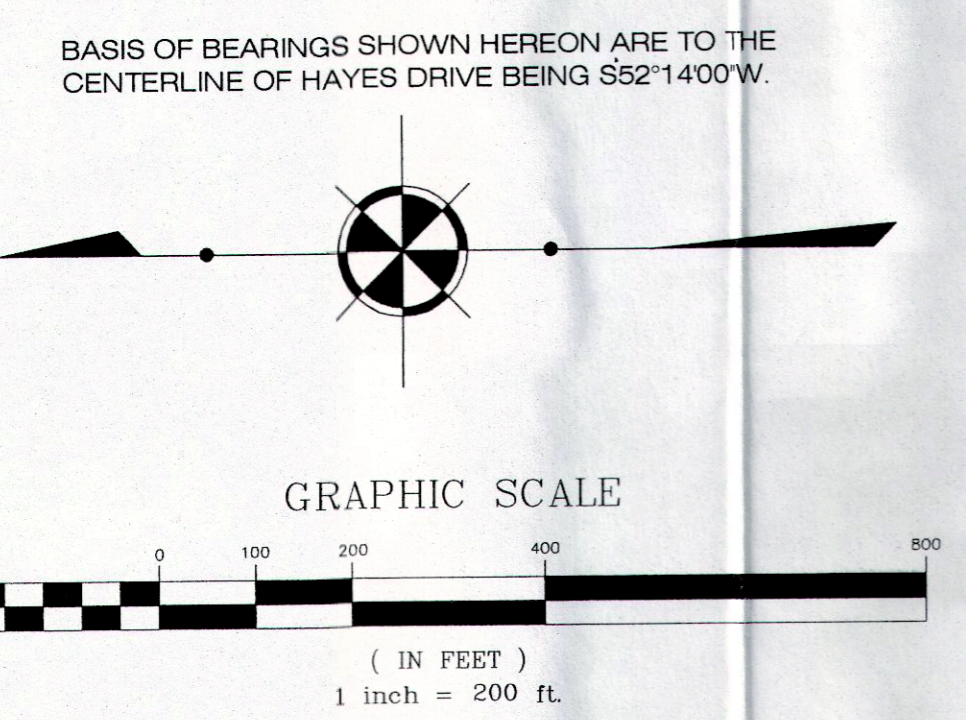 BASIS OF BEARINGS SHOWN HEREON ARE TO THE
CENTERLINE OF HAYES DRIVE BEING S52°14'00"W.
GRAPHIC SCALE
0 100 200 400 800
( IN FEET )
1 inch = 200 ft.